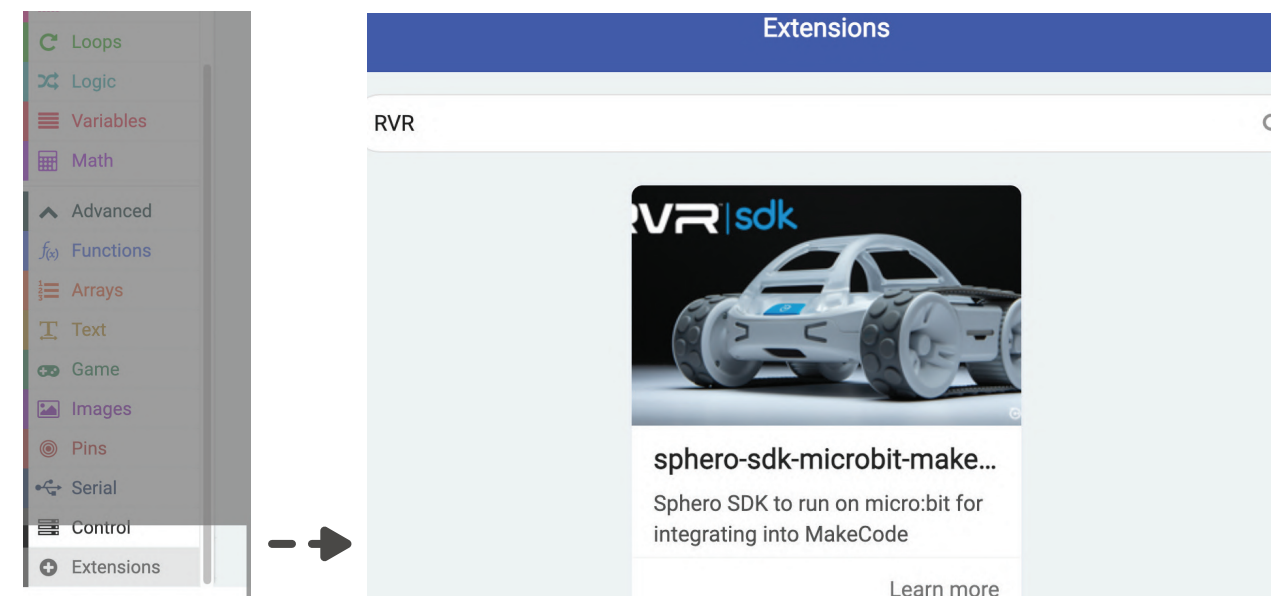 Loops
Logic
Variables
Math
Advanced
f(x) Functions
Arrays
Text
Game
Images
Pins
Serial
Control
Extensions
Extensions
RVR
RVR|sdk
sphero-sdk-microbit-make...
Sphero SDK to run on micro:bit for
integrating into MakeCode
Learn more